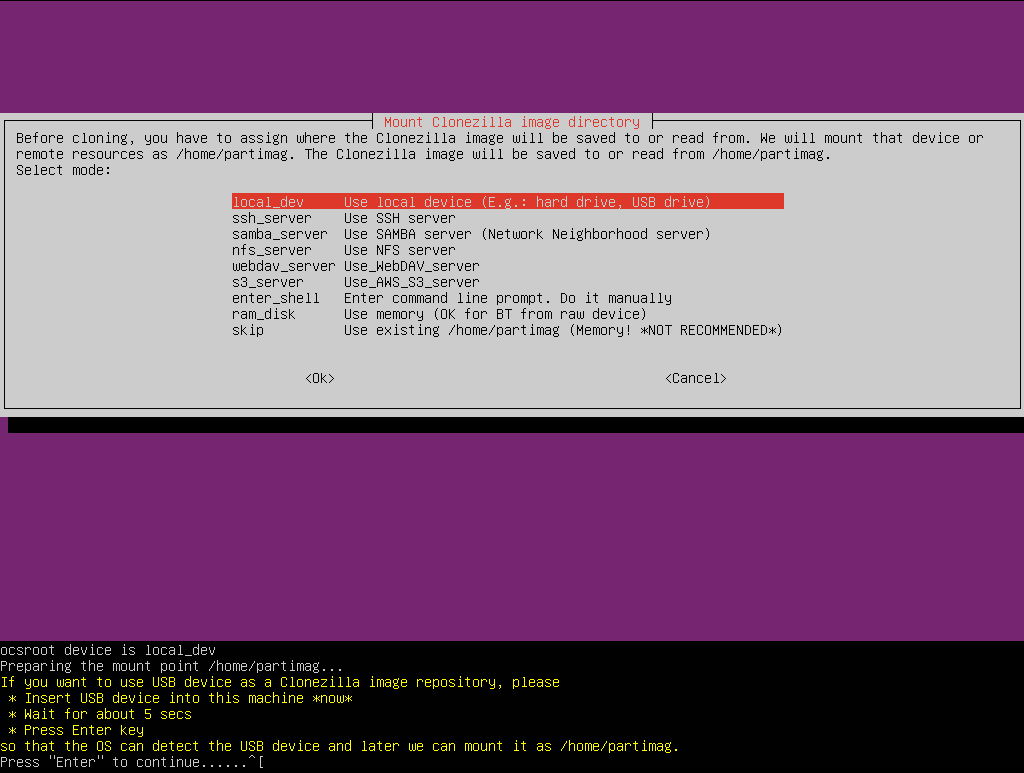 Mount Clonezilla image directory
Before cloning, you have to assign where the Clonezilla image will be saved to or read from. We will mount that device or
remote resources as /home/partimag. The Clonezilla image will be saved to or read from /home/partimag.
Select mode:
local_dev Use local device (E.g.: hard drive, USB drive)
ssh_server Use SSH server
samba_server Use SAMBA server (Network Neighborhood server)
nfs_server Use NFS server
webdav_server Use_WebDAV_server
s3_server Use_AWS_S3_server
enter_shell Enter command line prompt. Do it manually
ram_disk Use memory (OK for BT from raw device)
skip Use existing /home/partimag (Memory! *NOT RECOMMENDED*)
<Ok> <Cancel>
ocsroot device is local_dev
Preparing the mount point /home/partimag...
If you want to use USB device as a Clonezilla image repository, please
* Insert USB device into this machine *now*
* Wait for about 5 secs
* Press Enter key
so that the OS can detect the USB device and later we can mount it as /home/partimag.
Press "Enter" to continue......^[